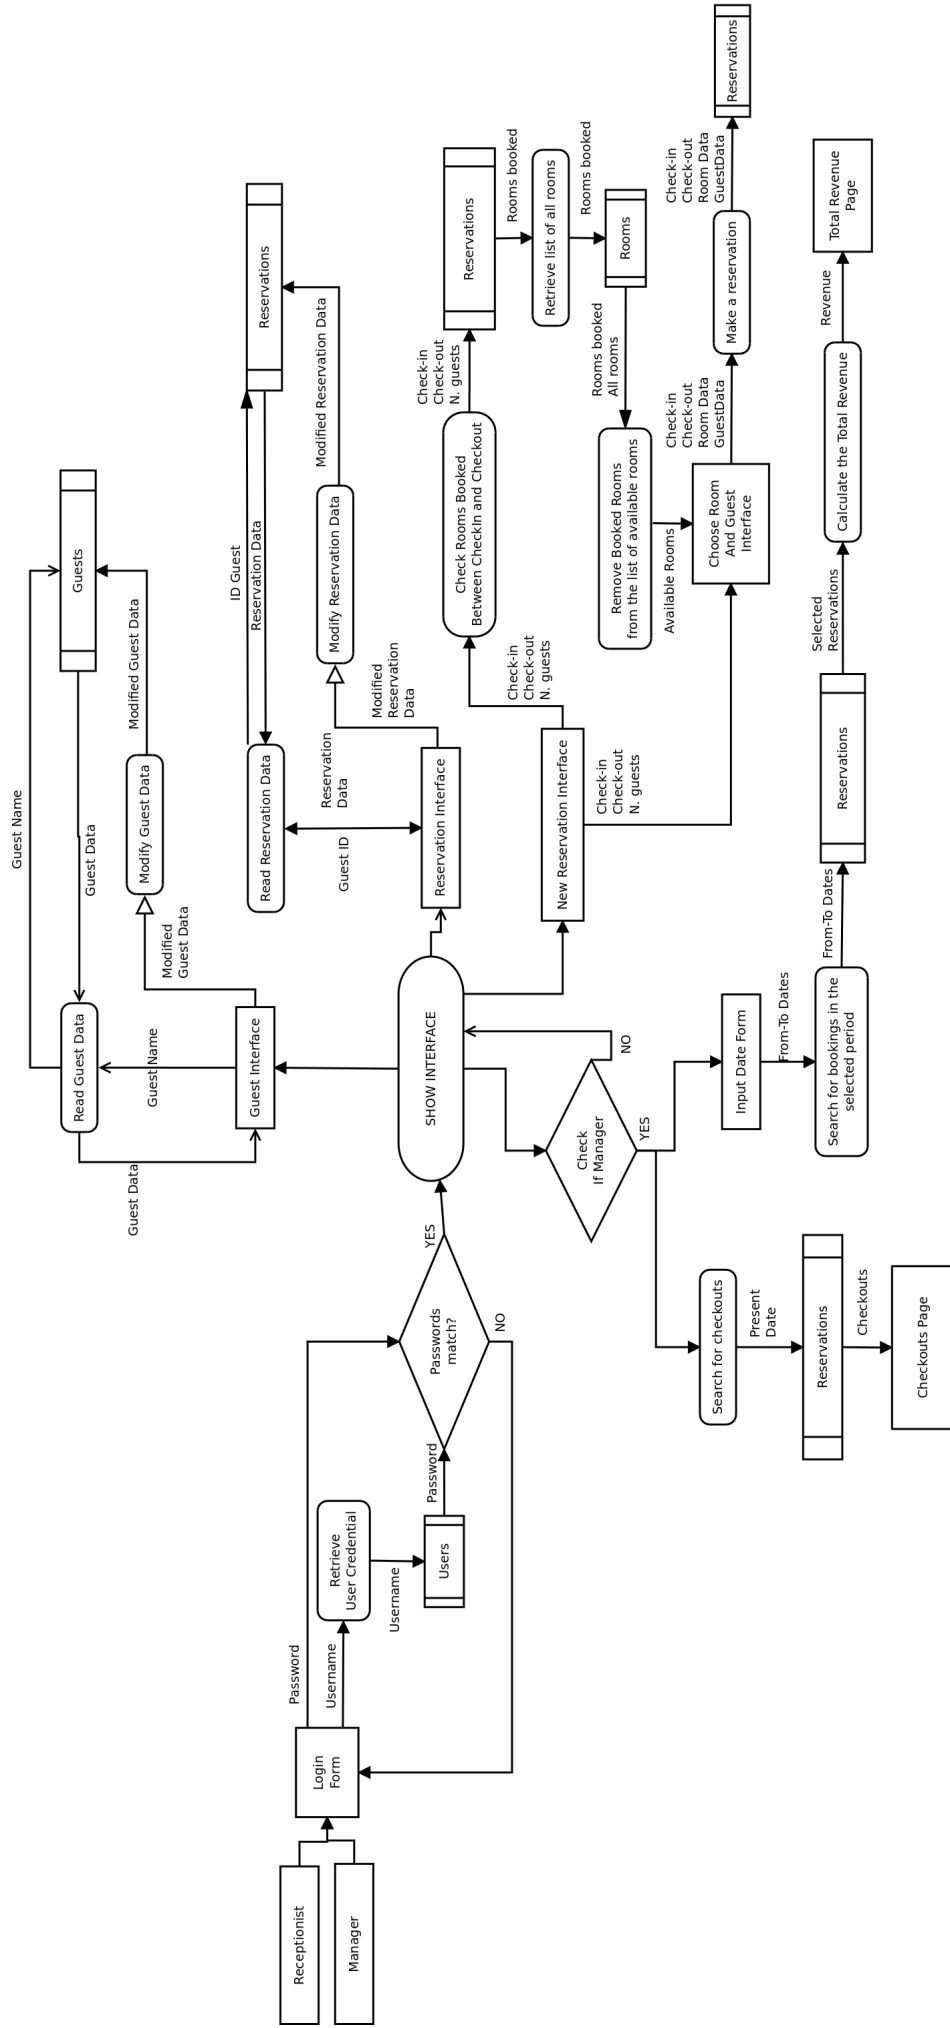 Receptionist
Manager
Login
Form
Password
Username
Retrieve
User Credential
Username
Users
Password
Passwords
match?
YES
NO
SHOW INTERFACE
Guest Interface
Guest Name
Guest Data
Read Guest Data
Guest Name
Guest Data
Guests
Modified
Guest Data
Modify Guest Data
Modified Guest Data
Reservation Interface
Guest ID
Reservation
Data
Read Reservation Data
ID Guest
Reservation Data
Reservations
Modified
Reservation
Data
Modify Reservation Data
Modified Reservation Data
New Reservation Interface
Check-in
Check-out
N. guests
Check Rooms Booked
Between CheckIn and Checkout
Check-in
Check-out
N. guests
Reservations
Rooms booked
Retrieve list of all rooms
Rooms booked
Rooms
Rooms booked
All rooms
Remove Booked Rooms
from the list of available rooms
Available Rooms
Check-in
Check-out
N. guests
Choose Room
And Guest
Interface
Check-in
Check-out
Room Data
GuestData
Make a reservation
Check-in
Check-out
Room Data
GuestData
Reservations
Check
If Manager
NO
YES
Input Date Form
From-To Dates
Search for bookings in the
selected period
From-To Dates
Reservations
Selected
Reservations
Calculate the Total Revenue
Revenue
Total Revenue
Page
Search for checkouts
Present
Date
Reservations
Checkouts
Checkouts Page